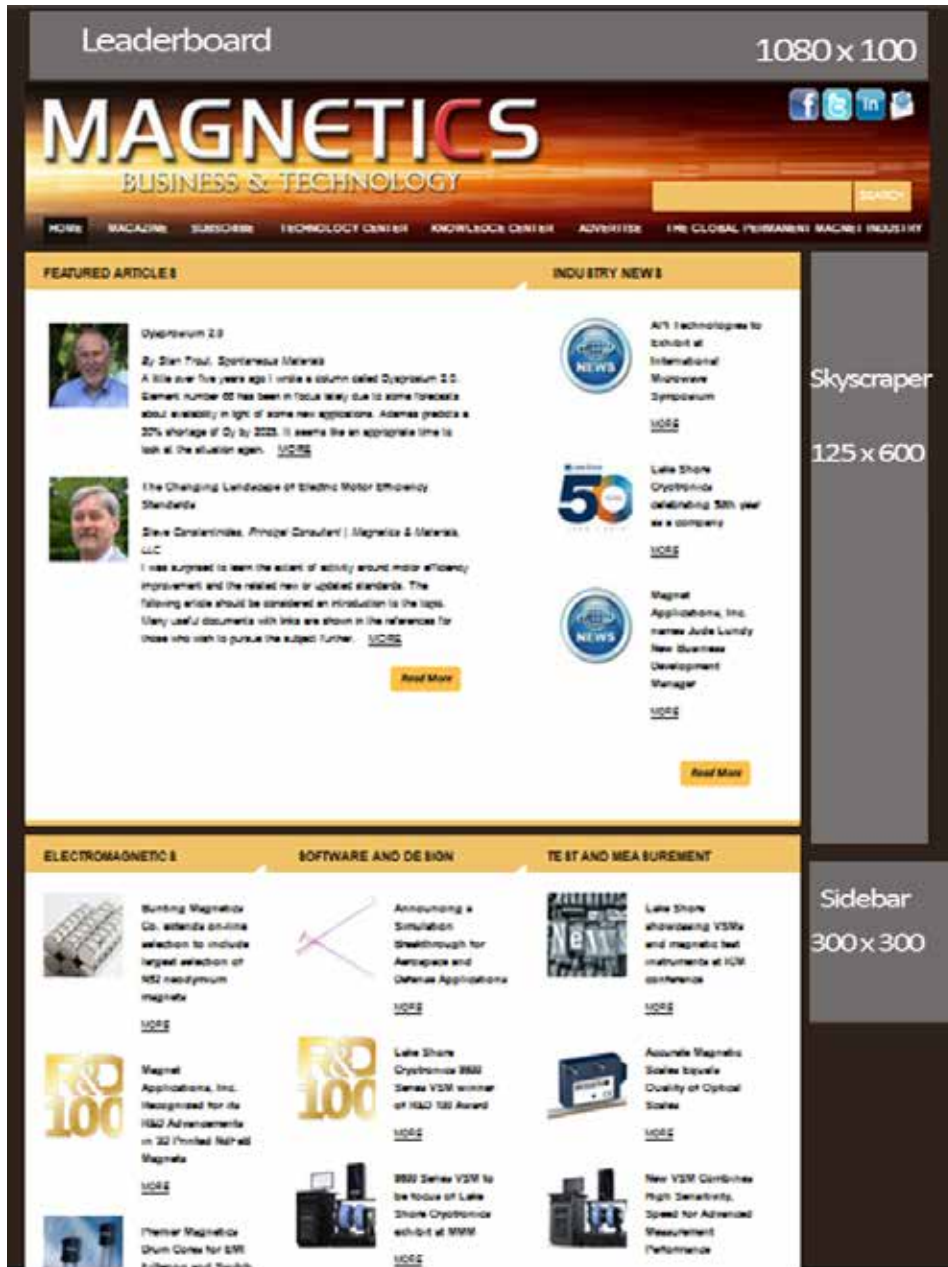 Leaderboard
1080 x 100
MAGNETICS
BUSINESS & TECHNOLOGY
SEARCH
HOME MAGAZINE SUBSCRIBE TECHNOLOGY CENTER KNOWLEDGE CENTER ADVERTISE THE GLOBAL PERMANENT MAGNET INDUSTRY
FEATURED ARTICLES
Dysprosium 2.0
By Stan Trout, Spontaneous Materials
A little over five years ago I wrote a column called Dysprosium 2.0.
Element number 66 has been in focus lately due to some forecasts
about availability in light of some new applications. Adamas predicts a
30% shortage of Dy by
It seems like an appropriate time to
look at the situation again. MORE
The Changing Landscape of Electric Motor Efficiency
Standards
Steve Constantinides, Principal Consultant | Magnetics & Materials,
LLC
I was surprised to learn the extent of activity around motor efficiency
improvement and the related new or updated standards. The
following article should be considered an introduction to the topic.
Many useful documents with links are shown in the references for
those who wish to pursue the subject further. MORE
Read More
INDUSTRY NEWS
NEWS
API Technologies to
Exhibit at
International
Microwave
Symposium
MORE
50
Lake Shore
Cryotronics
celebrating 50th year
as a company
MORE
NEWS
Magnet
Applications, Inc.
names Jude Lundy
New Business
Development
Manager
MORE
Read More
Skyscraper
125 x 600
ELECTROMAGNETICS
Bunting Magnetics
Co. extends on-line
selection to include
largest selection of
N52 neodymium
magnets
MORE
R&D
100
Magnet
Applications, Inc.
Recognized for its
R&D Advancements
in 3D Printed NdFeB
Magnets
MORE
Premier Magnetics
Drum Cores for EMI
SOFTWARE AND DESIGN
Announcing a
Simulation
Breakthrough for
Aerospace and
Defense Applications
MORE
R&D
100
Lake Shore
Cryotronics 8600
Series VSM winner
of R&D 100 Award
MORE
8600 Series VSM to
be focus of Lake
Shore Cryotronics
exhibit at MMM
MORE
TEST AND MEASUREMENT
Lake Shore
showcasing VSMs
and magnetic test
instruments at ICM
conference
MORE
Accurate Magnetic
Scales Equals
Quality of Optical
Scales
MORE
New VSM Combines
High Sensitivity,
Speed for Advanced
Measurement
Performance
Sidebar
300 x 300